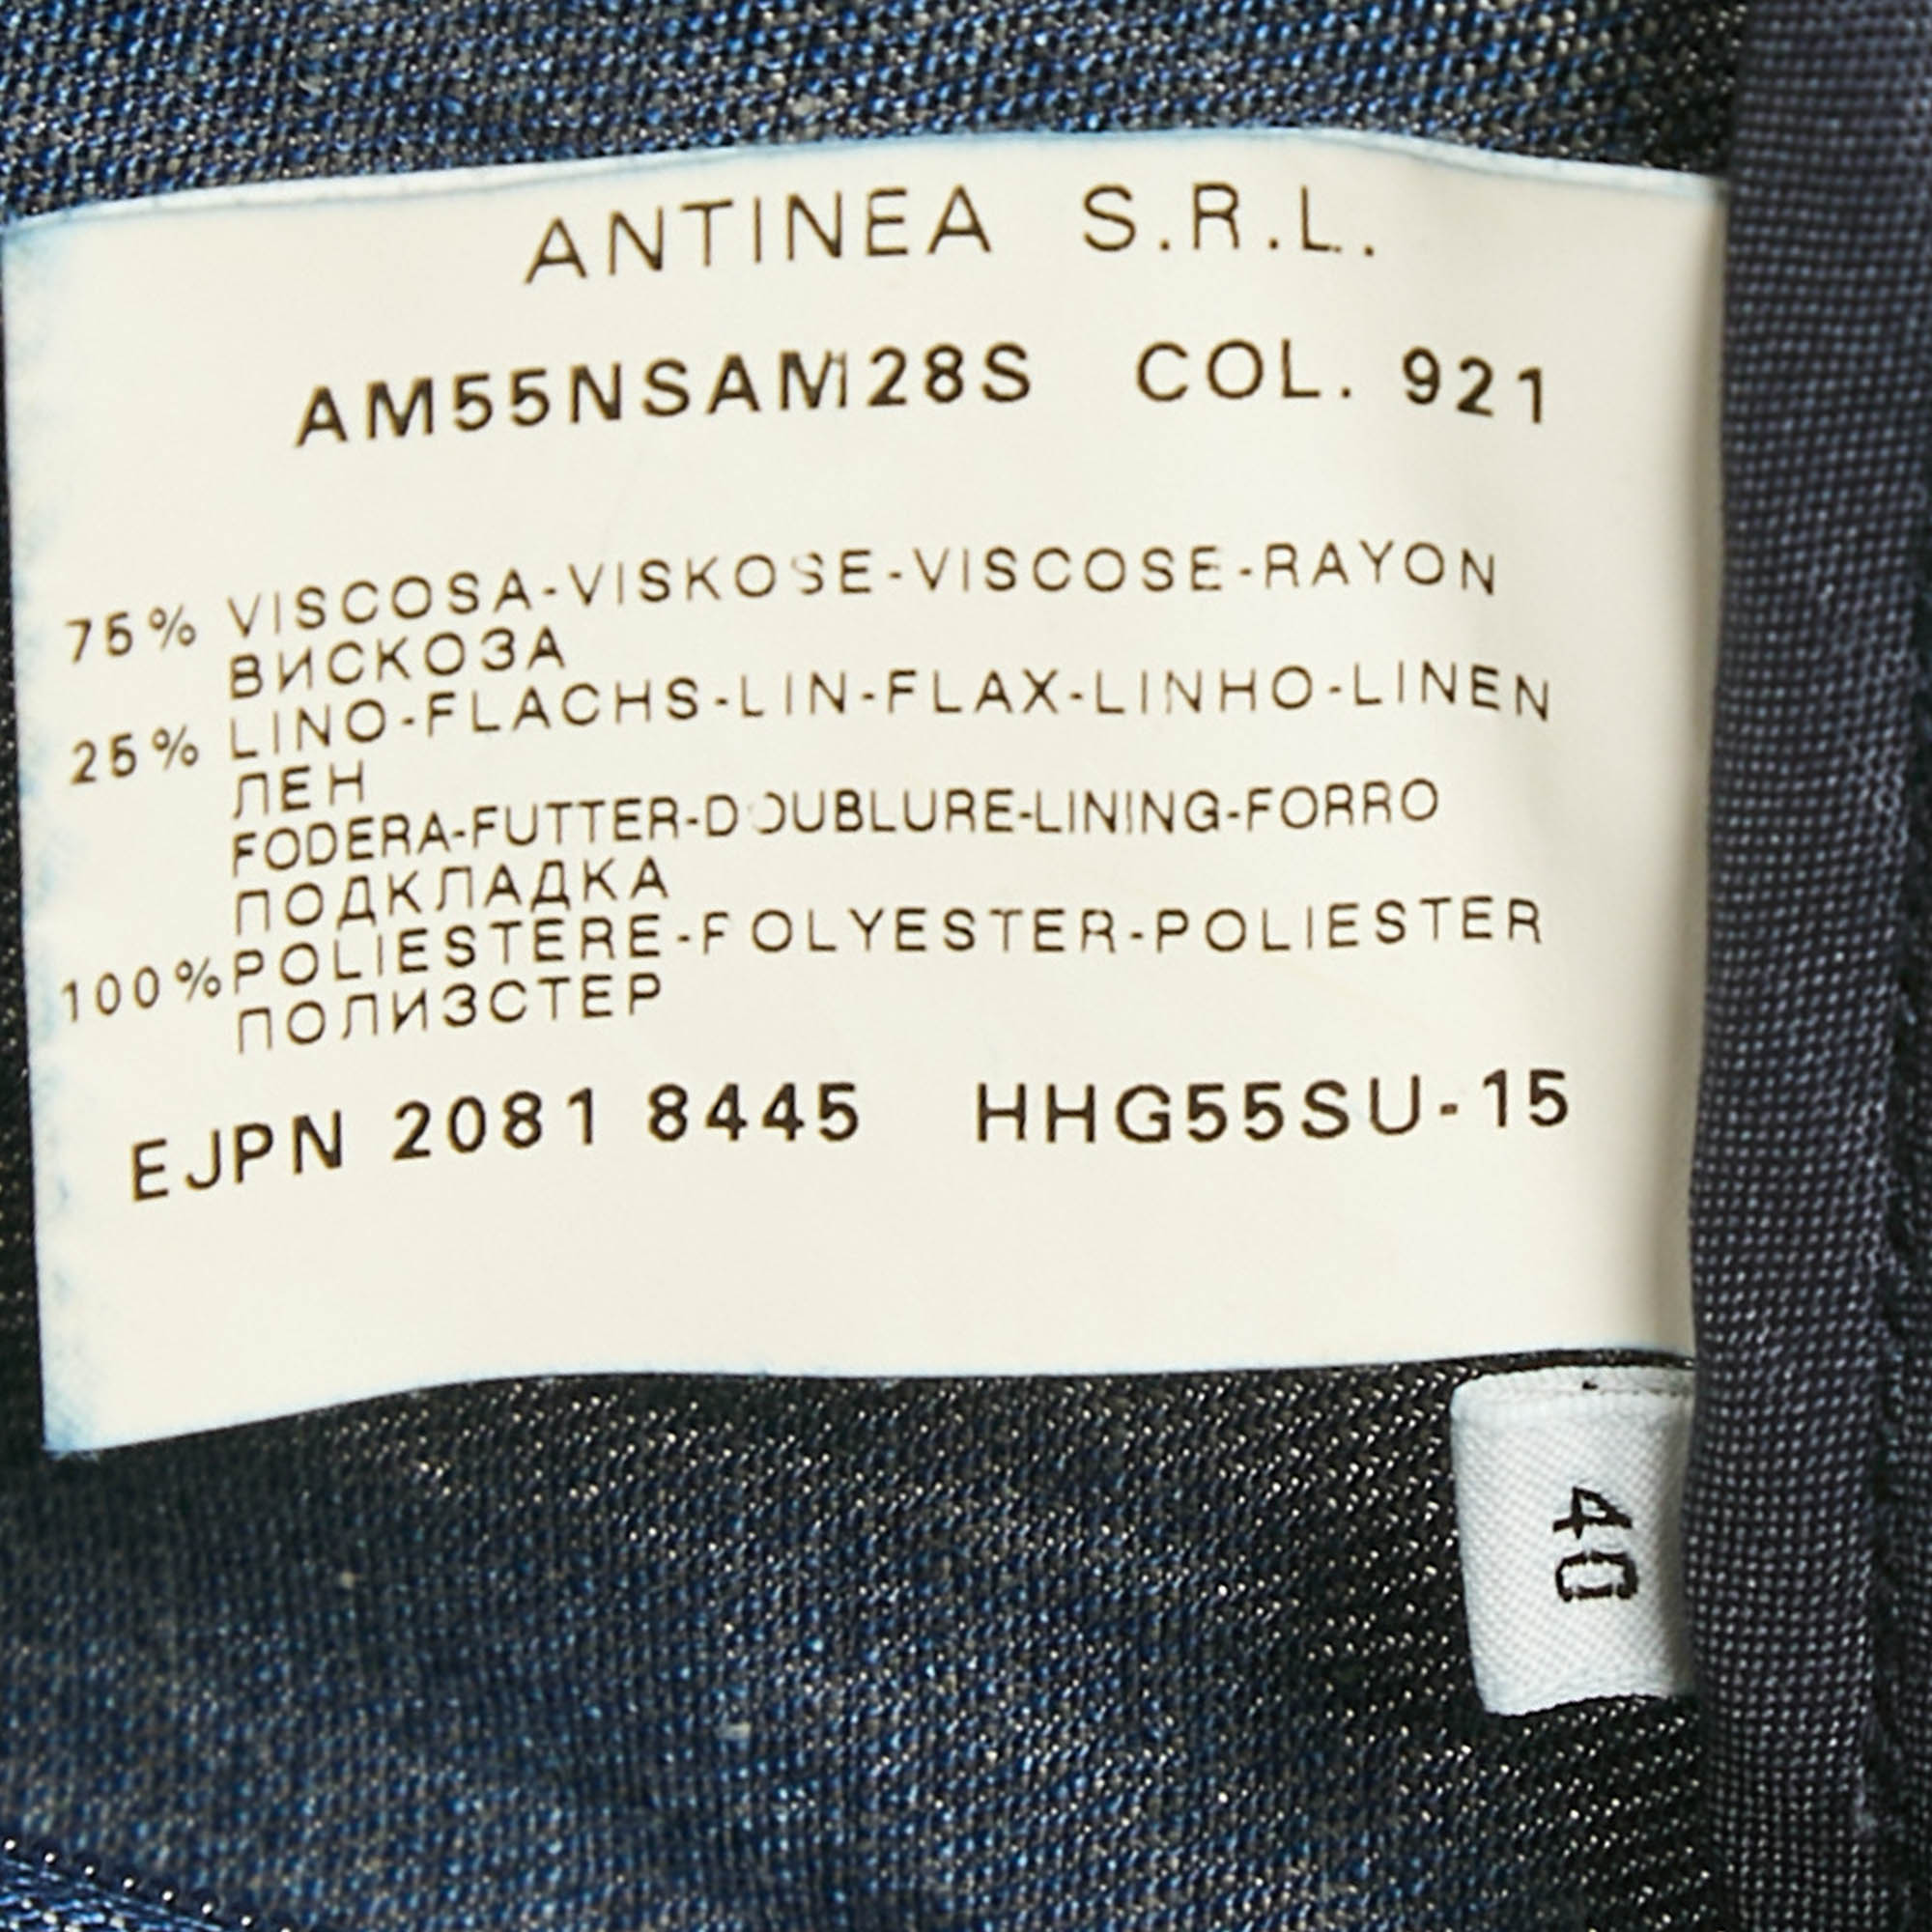 ANTINEA S.R.L.
AM55NSAM28S COL. 921
75% VISCOSA-VISKOSE-VISCOSE-RAYON
ВИСКОЗА
25% LINO-FLACHS-LIN-FLAX-LINHO-LINEN
ЛЕН
FODERA-FUTTER-DOUBLURE-LINING-FORRO
ПОДКЛАДКА
100% POLIESTERE-POLYESTER-POLIESTER
ПОЛИЗСТЕР
EJPN 2081 8445 HHG55SU-15
40